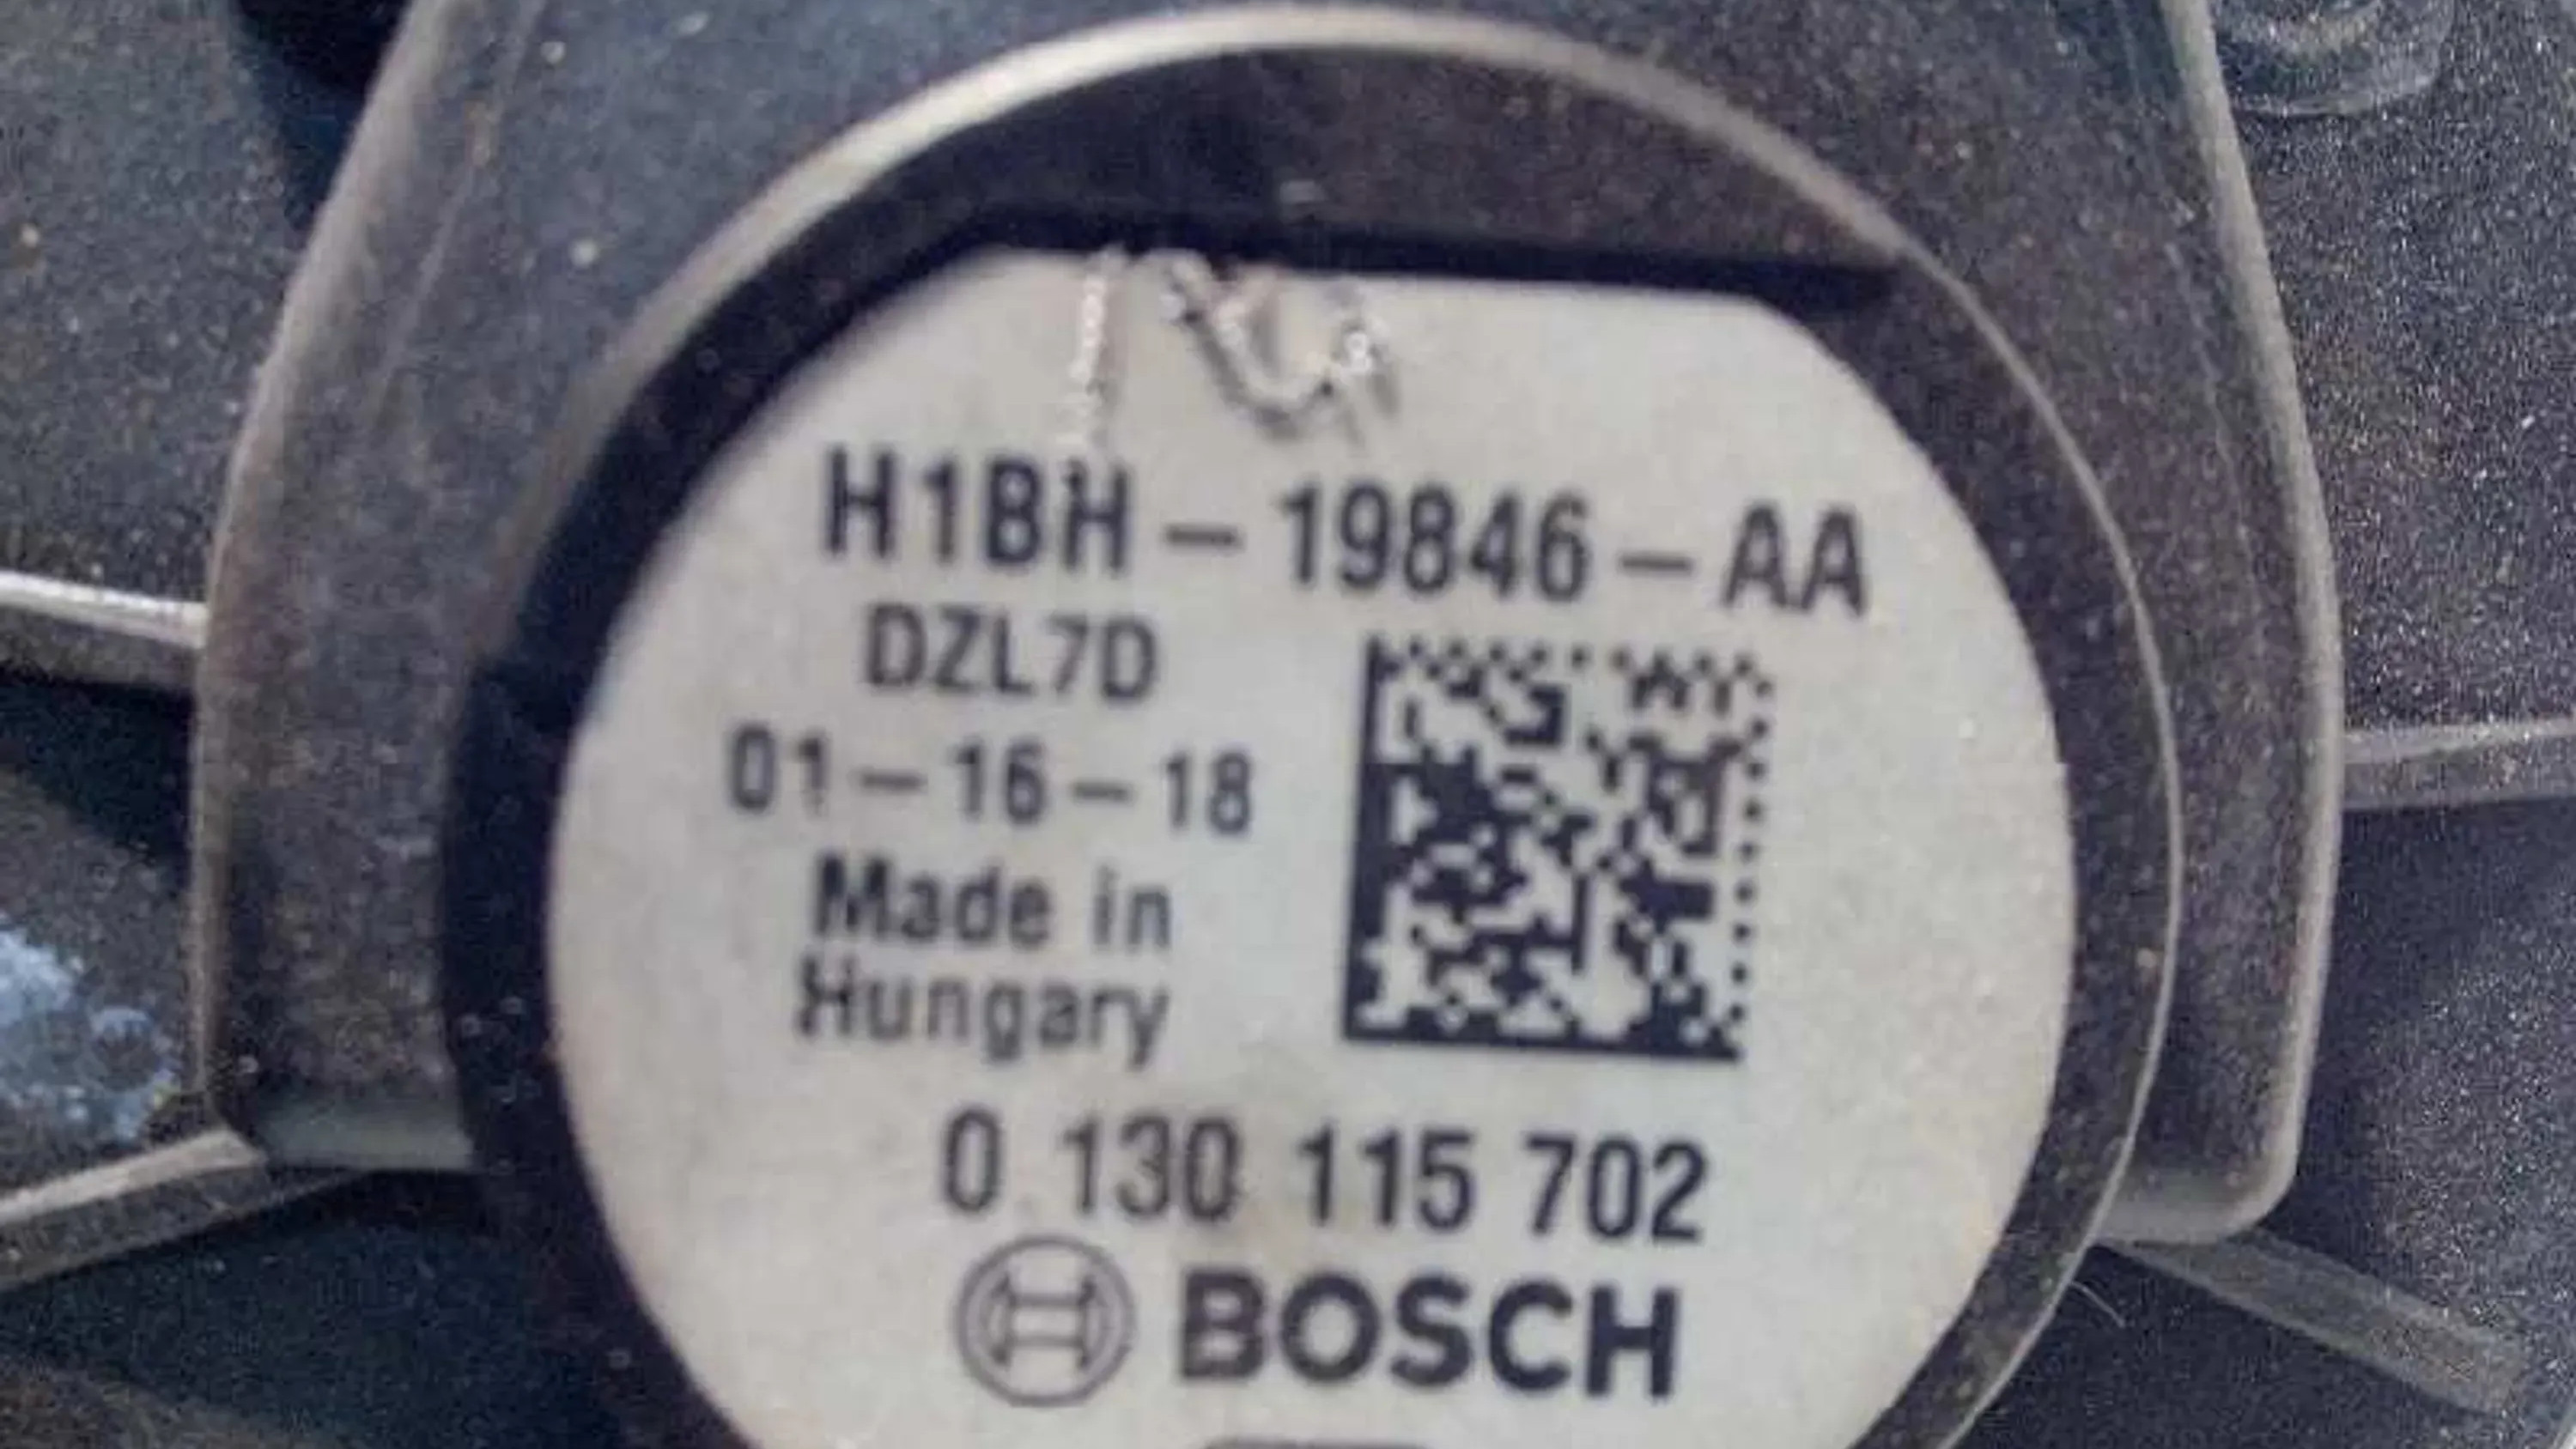 H1BH - 19846 - AA
DZL7D
01 - 16 - 18
Made in
Hungary
0 130 115 702
BOSCH